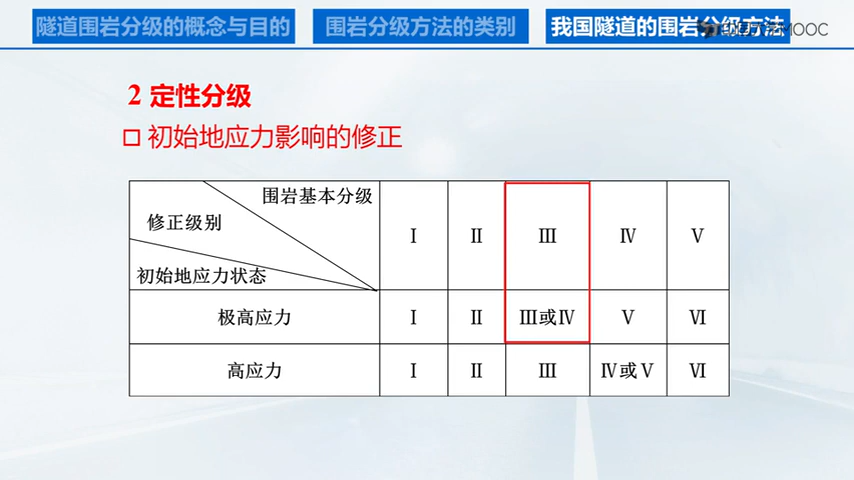 隧道围岩分级的概念与目的 围岩分级方法的类别 我国隧道的围岩分级方法
MOOC
2 定性分级
初始地应力影响的修正
围岩基本分级
修正级别
初始地应力状态
Ⅰ Ⅱ Ⅲ Ⅳ Ⅴ
极高应力 Ⅰ Ⅱ Ⅲ或Ⅳ Ⅴ Ⅵ
高应力 Ⅰ Ⅱ Ⅲ Ⅳ或Ⅴ Ⅵ